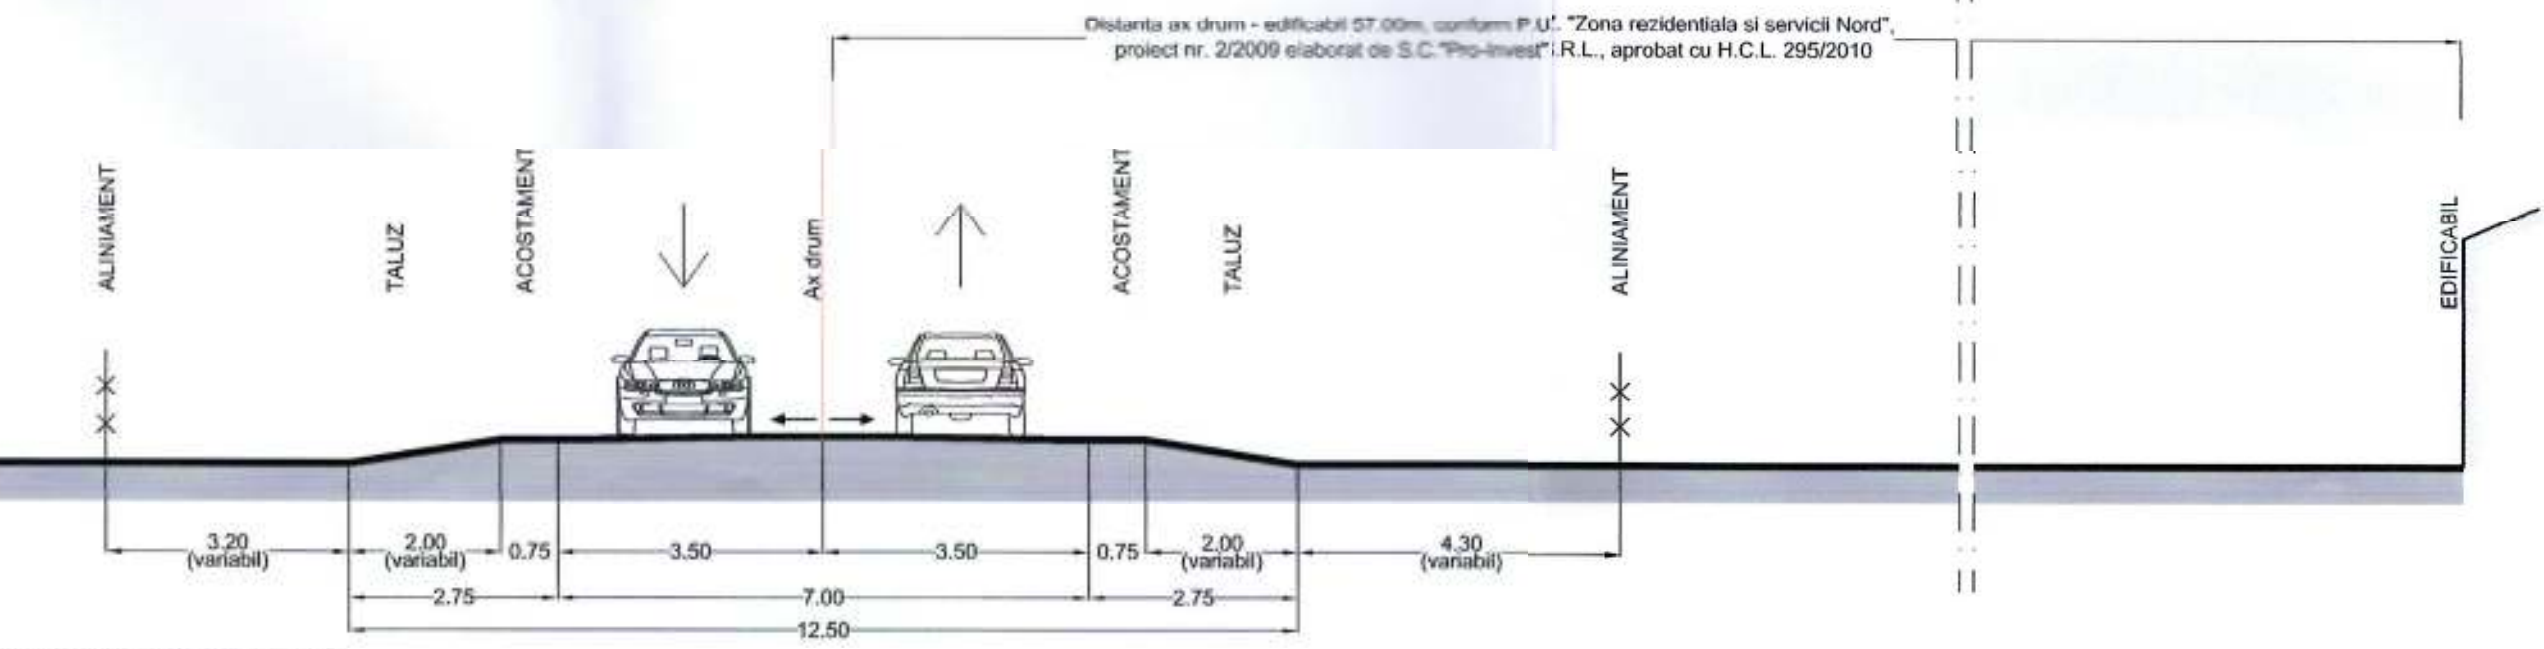 Distanta ax drum - edificabil 57.00m, conform P.U. "Zona rezidentiala si servicii Nord",
proiect nr. 2/2009 elaborat de S.C."Pro-Invest" .R.L., aprobat cu H.C.L. 295/2010
ALINIAMENT
TALUZ
ACOSTAMENT
Ax drum
ACOSTAMENT
TALUZ
ALINIAMENT
EDIFICABIL
3.20
(variabil)
2.00
(variabil)
0.75
3.50
3.50
0.75
2.00
(variabil)
4.30
(variabil)
2.75
7.00
2.75
12.50